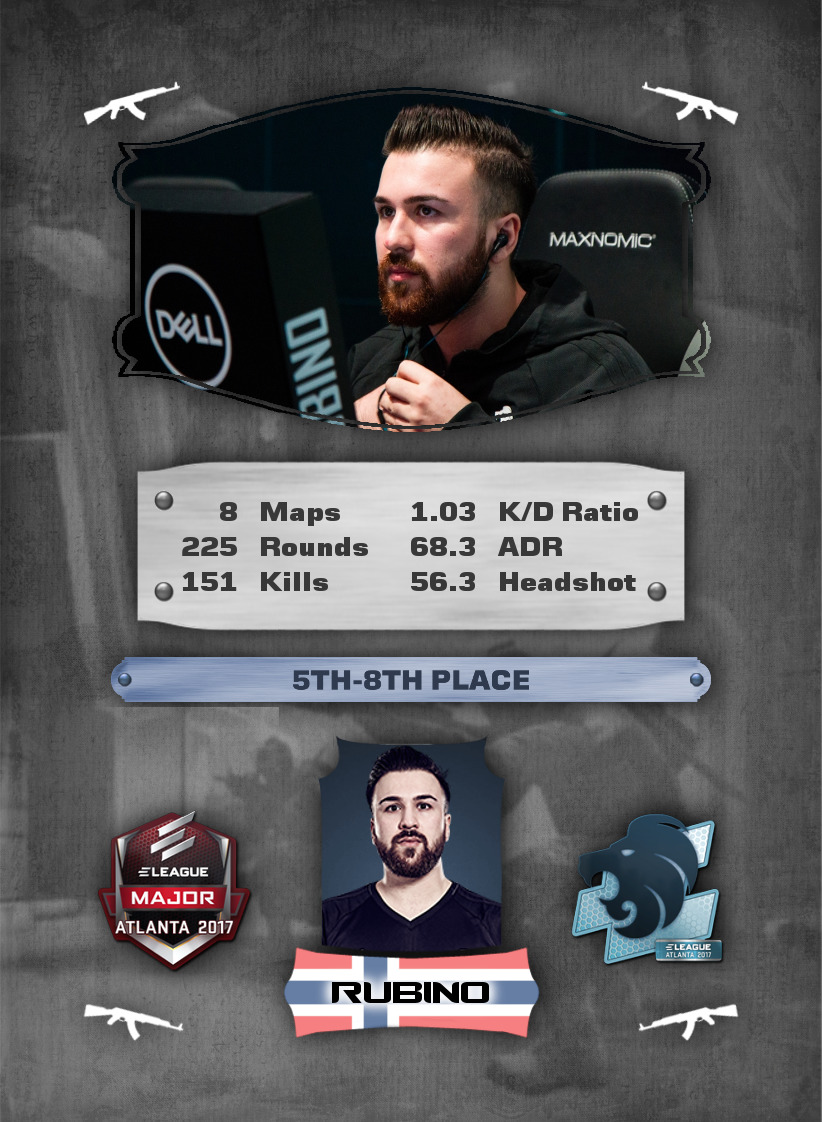 MAXNOMIC
DELL
BINO
8 Maps 1.03 K/D Ratio
225 Rounds 68.3 ADR
151 Kills 56.3 Headshot
5TH-8TH PLACE
ELEAGUE
MAJOR
ATLANTA 2017
ELEAGUE
ATLANTA 2017
RUBINO